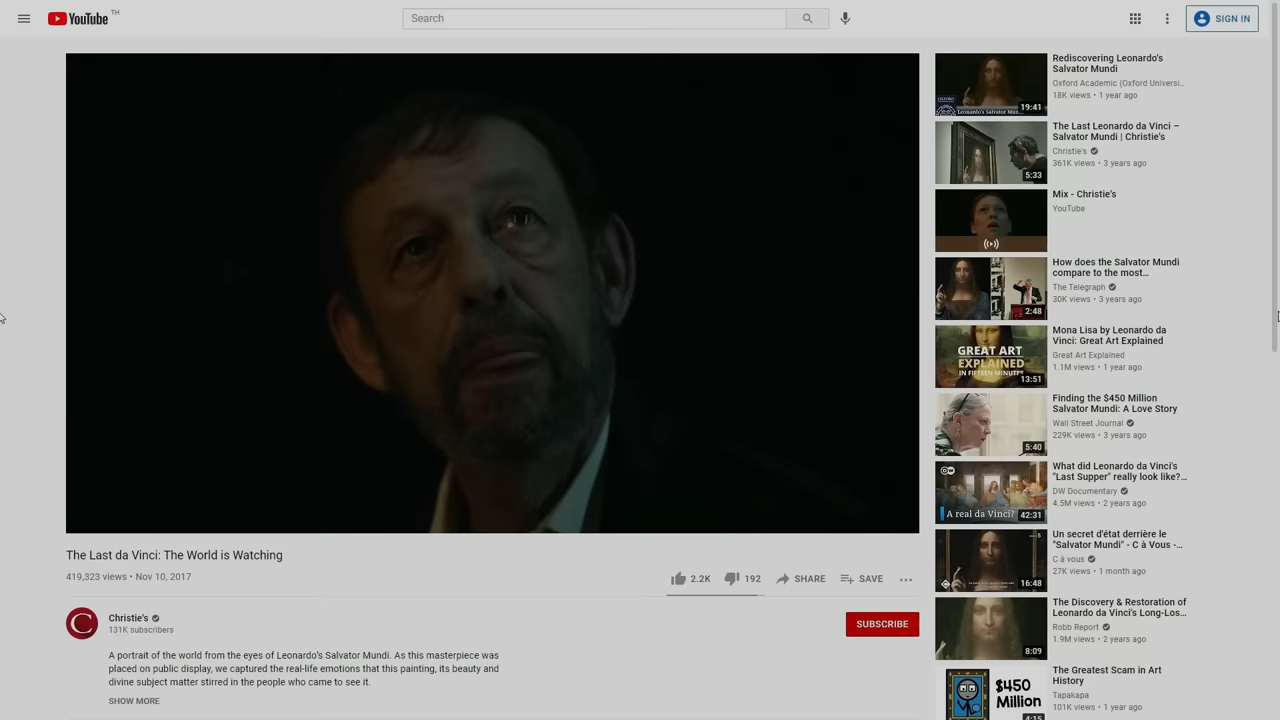 YouTube TH
Search
SIGN IN
The Last da Vinci: The World is Watching
419,323 views • Nov 10, 2017
2.2K
192
SHARE
SAVE
C
Christie's
131K subscribers
SUBSCRIBE
A portrait of the world from the eyes of Leonardo's Salvator Mundi. As this masterpiece was
placed on public display, we captured the real-life emotions that this painting, its beauty and
divine subject matter stirred in the people who came to see it.
SHOW MORE
OXFORD
Leonardo's Salvator Mun...
19:41
Rediscovering Leonardo's
Salvator Mundi
Oxford Academic (Oxford Universi...
18K views • 1 year ago
5:33
The Last Leonardo da Vinci –
Salvator Mundi | Christie's
Christie's
361K views • 3 years ago
Mix - Christie's
YouTube
2:48
How does the Salvator Mundi
compare to the most...
The Telegraph
30K views • 3 years ago
GREAT ART
EXPLAINED
IN FIFTEEN MINUTES
13:51
Mona Lisa by Leonardo da
Vinci: Great Art Explained
Great Art Explained
1.1M views • 1 year ago
5:40
Finding the $450 Million
Salvator Mundi: A Love Story
Wall Street Journal
229K views • 3 years ago
A real da Vinci?
42:31
What did Leonardo da Vinci's
"Last Supper" really look like?...
DW Documentary
4.5M views • 2 years ago
16:48
Un secret d'état derrière le
"Salvator Mundi" - C à Vous -...
C à vous
27K views • 1 month ago
8:09
The Discovery & Restoration of
Leonardo da Vinci's Long-Los...
Robb Report
1.9M views • 2 years ago
$450
Million
4:15
The Greatest Scam in Art
History
Tapakapa
101K views • 1 year ago